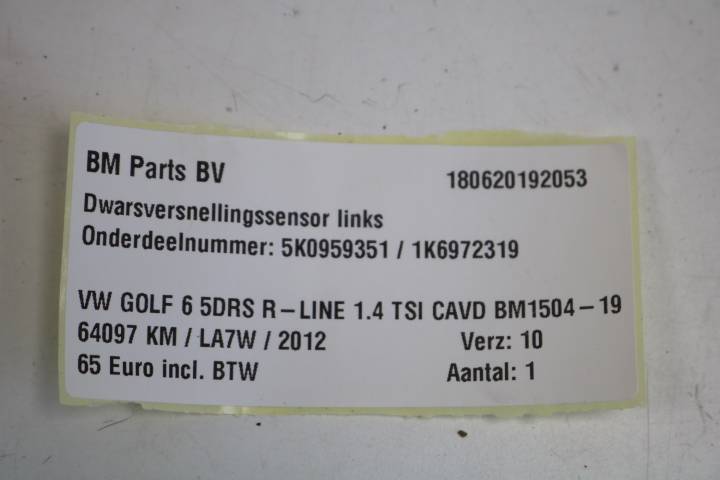 BM Parts BV 180620192053
Dwarsversnellingssensor links
Onderdeelnummer: 5K0959351 / 1K6972319
VW GOLF 6 5DRS R-LINE 1.4 TSI CAVD BM1504-19
64097 KM / LA7W / 2012 Verz: 10
65 Euro incl. BTW Aantal: 1